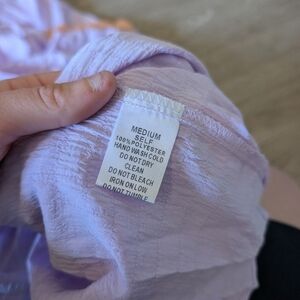 MEDIUM
SELF
100%POLYESTER
HAND WASH COLD
DO NOT DRY
CLEAN
DO NOT BLEACH
IRON ON LOW
DO NOT TUMBLE